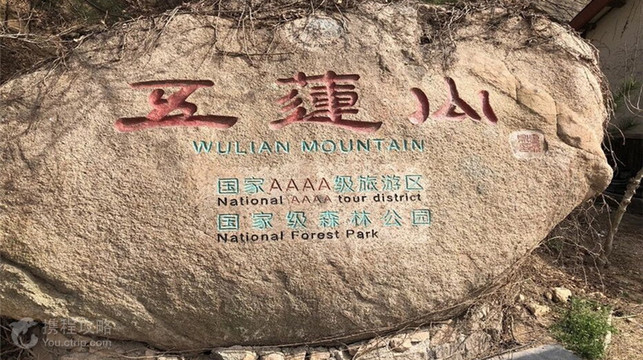 五蓮山
WULIAN MOUNTAIN
国家AAAA级旅游区
National AAAA tour district
国家级森林公园
National Forest Park
携程攻略
You.ctrip.com